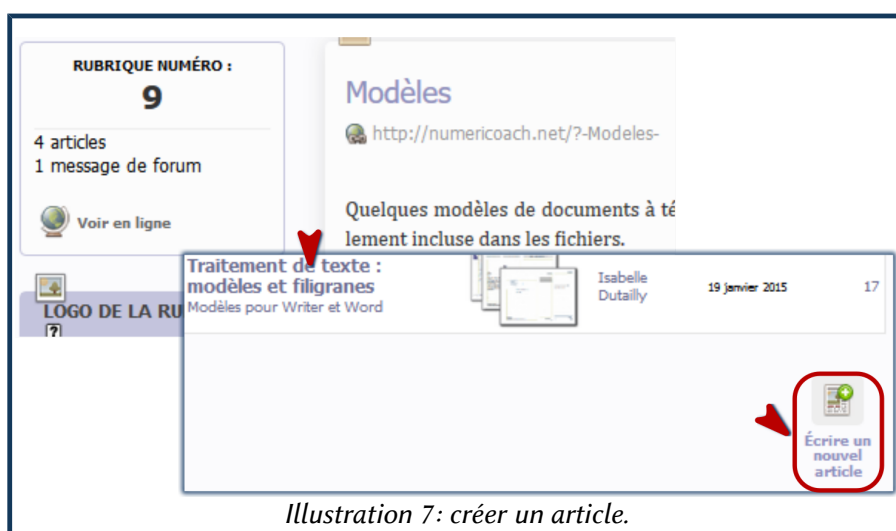 RUBRIQUE NUMÉRO :
9
4 articles
1 message de forum
Voir en ligne
LOGO DE LA RU
?
Modèles
http://numericoach.net/?-Modeles-
Quelques modèles de documents à té
lement incluse dans les fichiers.
Traitement de texte :
modèles et filigranes
Modèles pour Writer et Word
Isabelle
Dutailly
19 janvier 2015
17
Écrire un
nouvel
article
Illustration 7: créer un article.